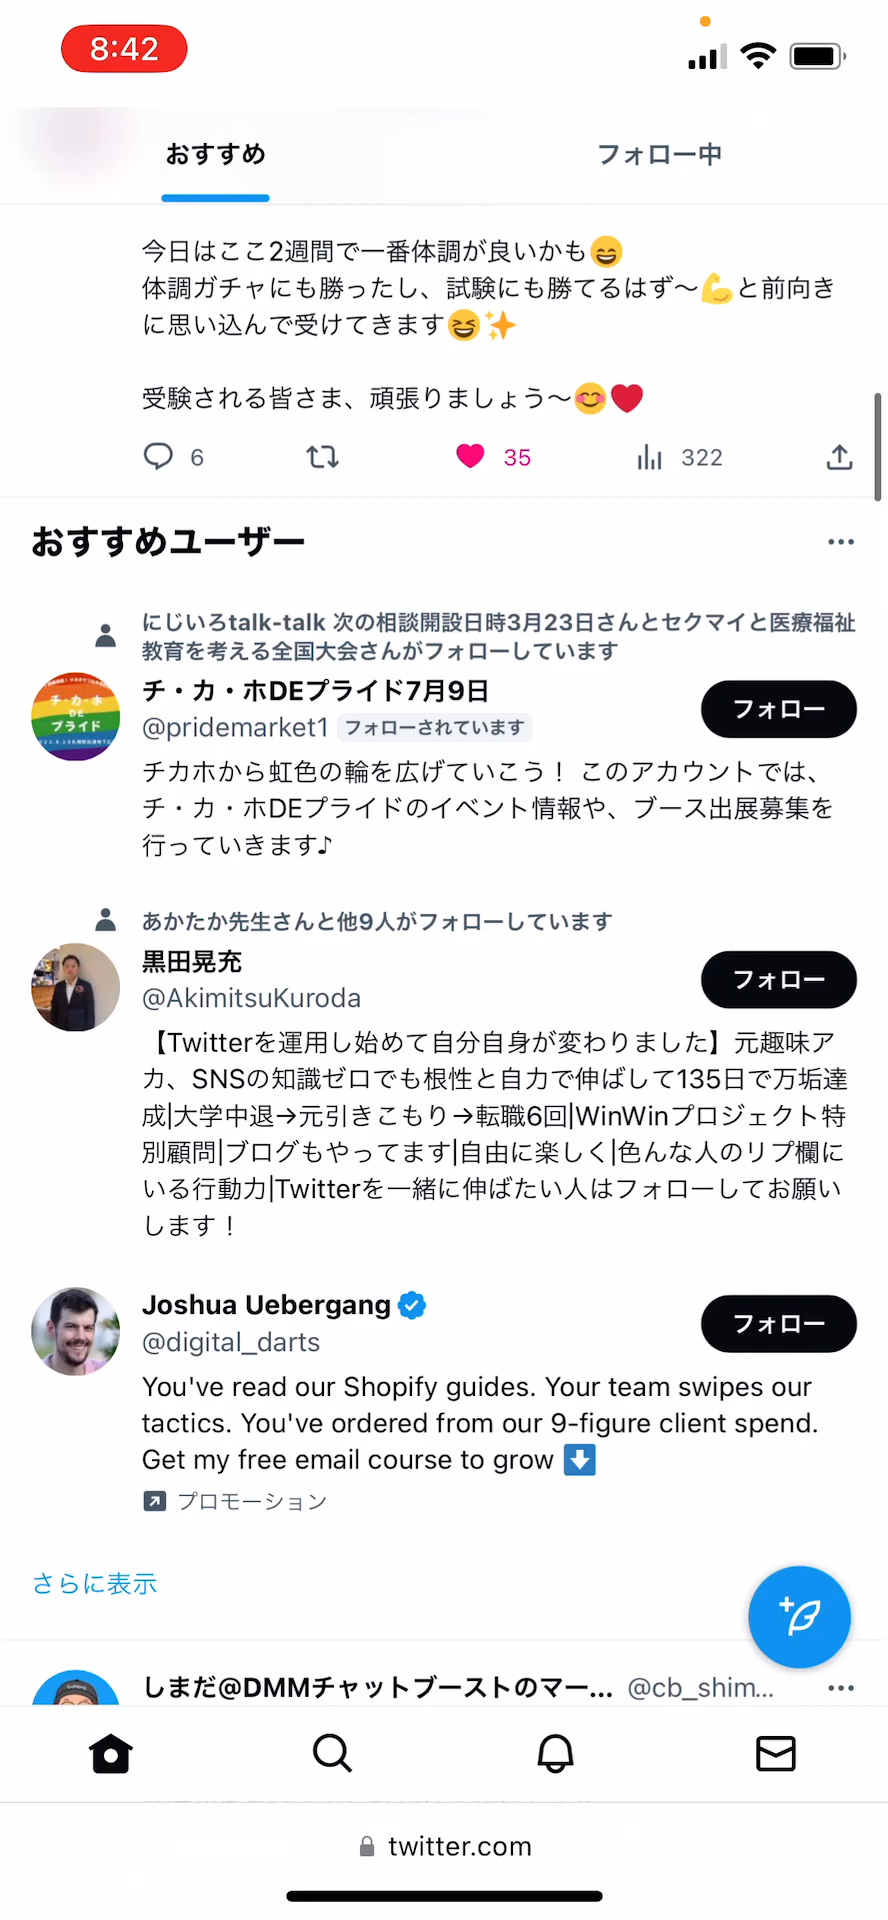 8:42
おすすめ
フォロー中
今日はここ2週間で一番体調が良いかも😄
体調ガチャにも勝ったし、試験にも勝てるはず〜💪と前向き
に思い込んで受けてきます😆✨
受験される皆さま、頑張りましょう〜😊❤️
6
35
322
おすすめユーザー
にじいろtalk-talk 次の相談開設日時3月23日さんとセクマイと医療福祉
教育を考える全国大会さんがフォローしています
チ・カ・ホ
DE
プライド
チ・カ・ホDEプライド7月9日
フォロー
@pridemarket1 フォローされています
チカホから虹色の輪を広げていこう！ このアカウントでは、
チ・カ・ホDEプライドのイベント情報や、ブース出展募集を
行っていきます♪
あかたか先生さんと他9人がフォローしています
黒田晃充
フォロー
@AkimitsuKuroda
【Twitterを運用し始めて自分自身が変わりました】元趣味ア
カ、SNSの知識ゼロでも根性と自力で伸ばして135日で万垢達
成|大学中退→元引きこもり→転職6回|WinWinプロジェクト特
別顧問|ブログもやってます|自由に楽しく|色んな人のリプ欄に
いる行動力|Twitterを一緒に伸ばたい人はフォローしてお願い
します！
Joshua Uebergang
フォロー
@digital_darts
You've read our Shopify guides. Your team swipes our
tactics. You've ordered from our 9-figure client spend.
Get my free email course to grow ⬇️
プロモーション
さらに表示
しまだ@DMMチャットブーストのマー... @cb_shim...
twitter.com